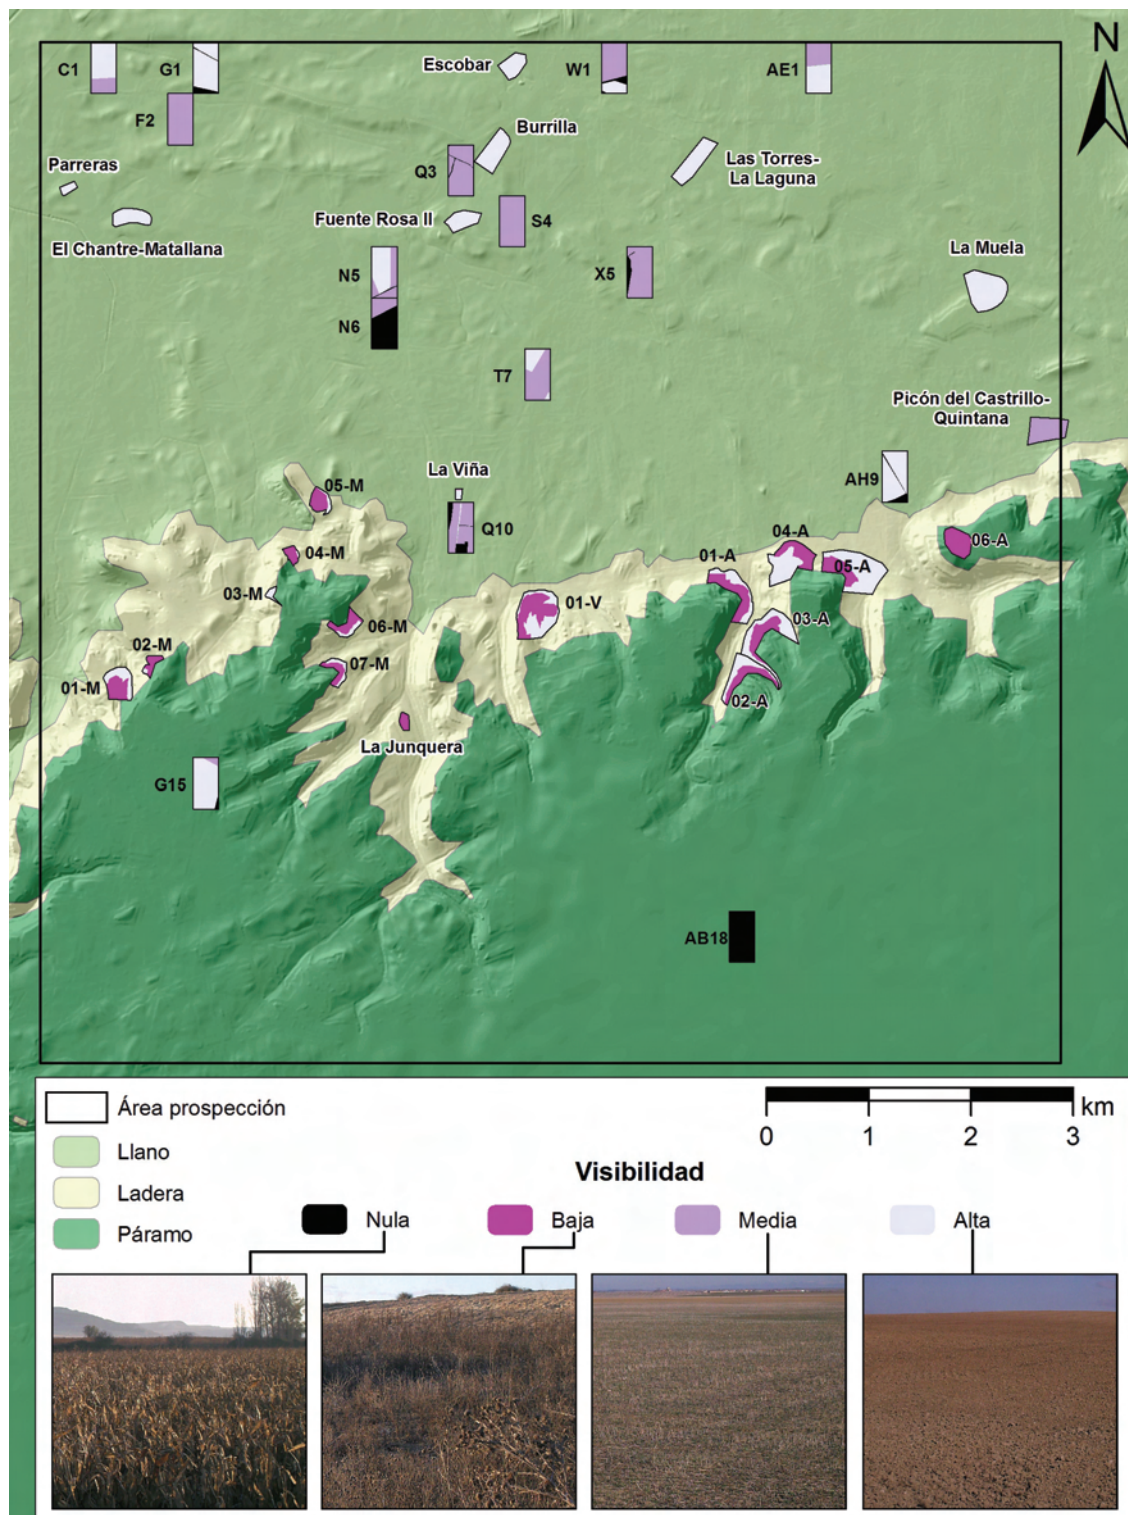 N
C1
G1
Escobar
W1
AE1
F2
Burrilla
Parreras
Q3
Las Torres-
La Laguna
Fuente Rosa II
S4
El Chantre-Matallana
La Muela
N5
X5
N6
T7
Picón del Castrillo-
Quintana
La Viña
AH9
05-M
Q10
04-M
04-A
06-A
01-A
05-A
03-M
01-V
06-M
03-A
02-M
07-M
01-M
02-A
La Junquera
G15
AB18
Área prospección
km
0 1 2 3
Llano
Ladera
Páramo
Visibilidad
Nula
Baja
Media
Alta